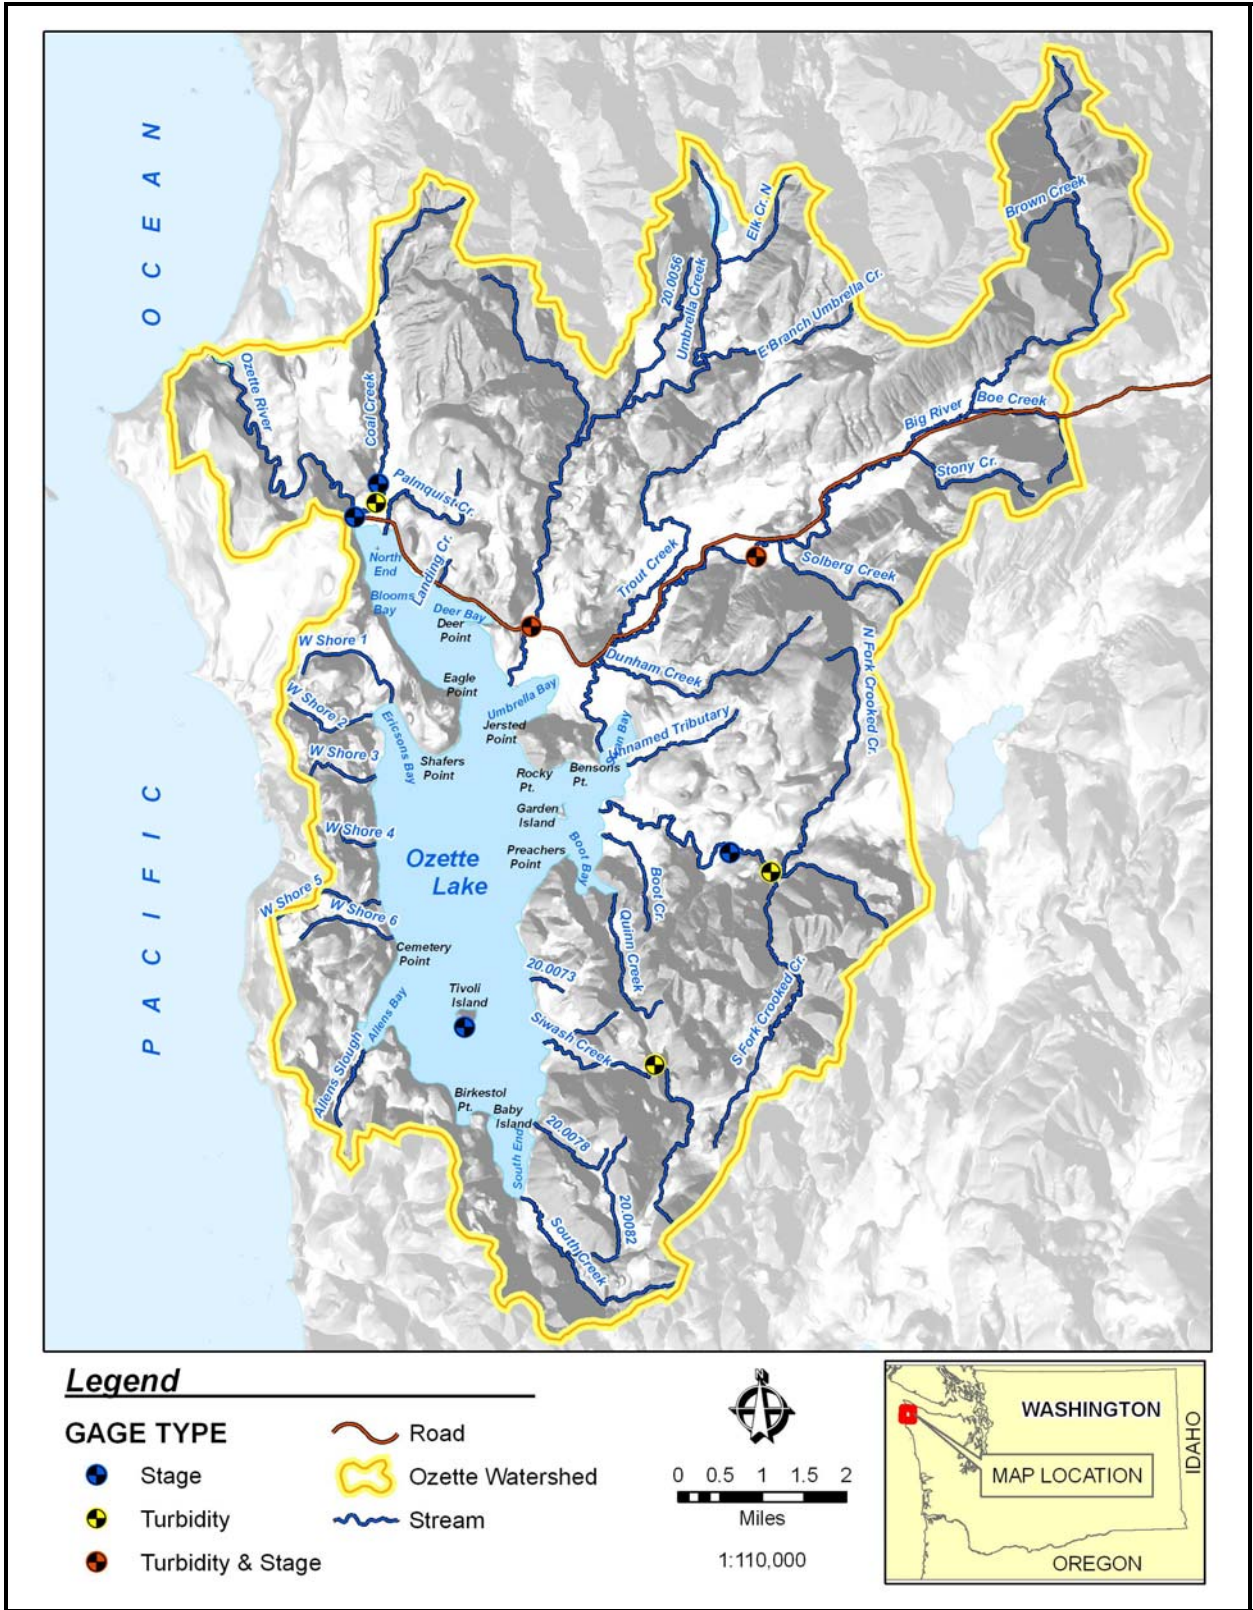 OCEAN
PACIFIC
Brown Creek
Elk Cr. N
20.0056
Umbrella Creek
E Branch Umbrella Cr.
Ozette River
Coal Creek
Big River
Boe Creek
Stony Cr.
Palmquist Cr.
Landing Cr.
North
End
Blooms
Bay
Deer Bay
Deer
Point
Trout Creek
Solberg Creek
N Fork Crooked Cr.
Dunham Creek
W Shore 1
W Shore 2
W Shore 3
W Shore 4
W Shore 5
W Shore 6
Eagle
Point
Umbrella Bay
Jersted
Point
Ericsons Bay
Shafers
Point
Unnamed Tributary
Rocky
Pt.
Bensons
Pt.
Garden
Island
Preachers
Point
Boot Bay
Ozette
Lake
Boot Cr.
Quinn Creek
Cemetery
Point
20.0073
Tivoli
Island
Allens Bay
Allens Slough
Siwash Creek
S Fork Crooked Cr.
Birkestol
Pt.
Baby
Island
South End
20.0078
20.0082
South Creek
Legend
GAGE TYPE
Stage
Turbidity
Turbidity & Stage
Road
Ozette Watershed
Stream
N
0 0.5 1 1.5 2
Miles
1:110,000
WASHINGTON
IDAHO
MAP LOCATION
OREGON